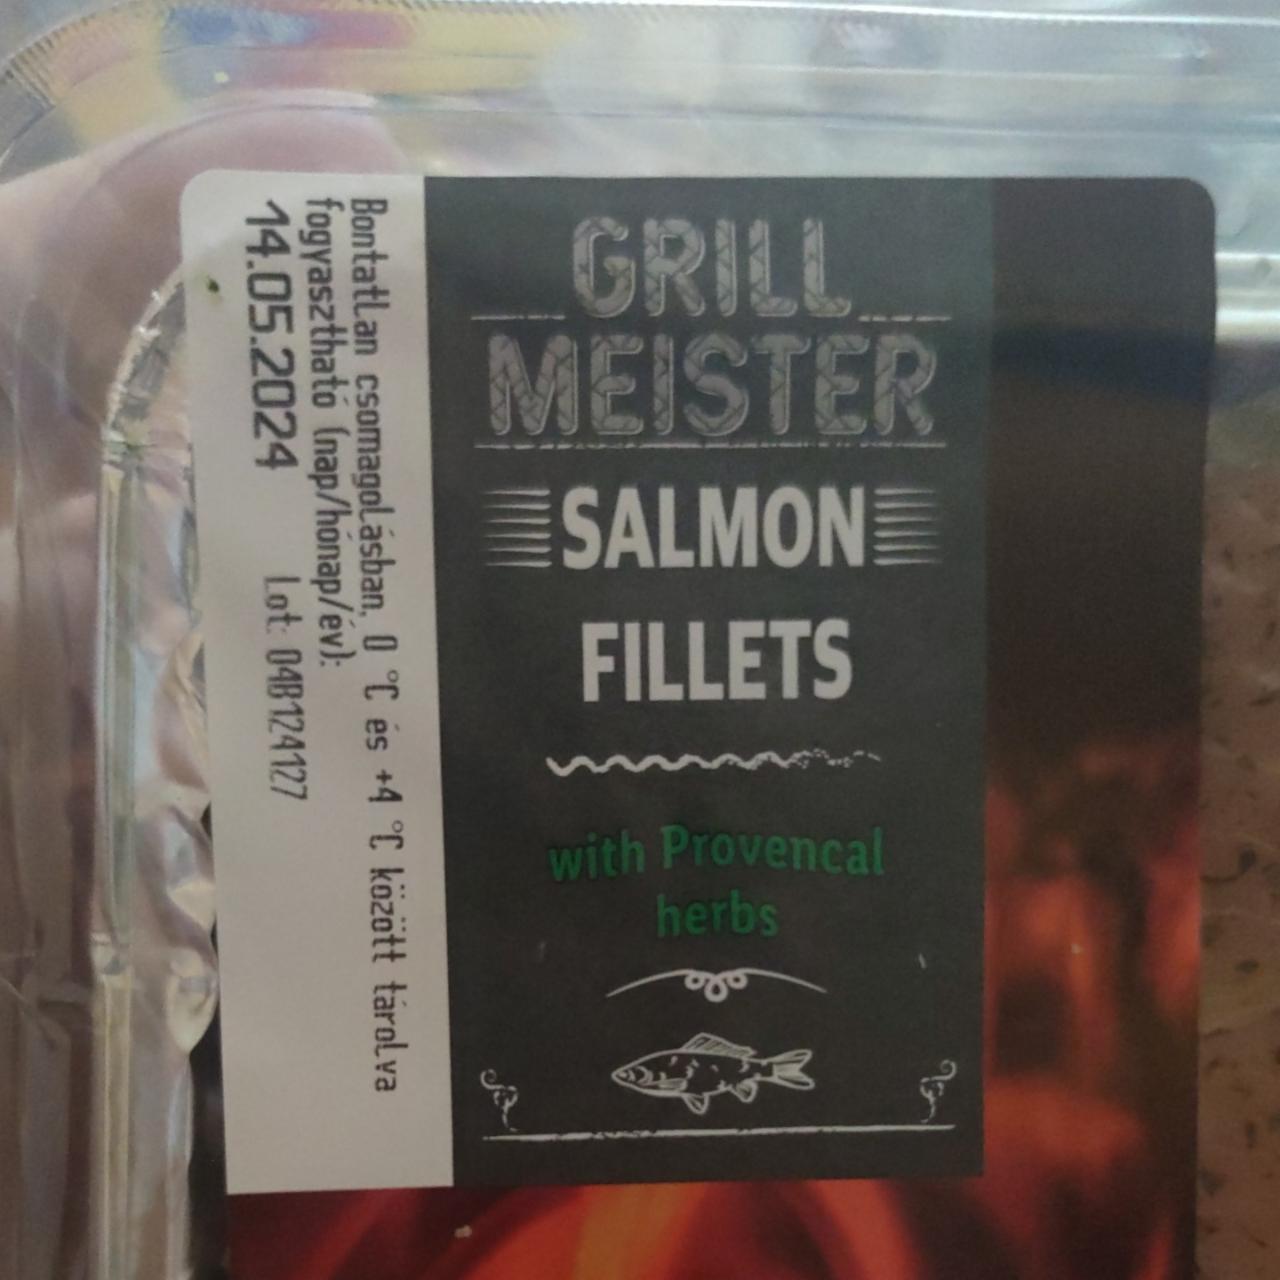 GRILL
MEISTER
SALMON
FILLETS
with Provencal
herbs
Bontatlan csomagolásban, 0 °C és +4 °C között tárolva
fogyasztható (nap/hónap/év):
14.05.2024 Lot: 04B124127